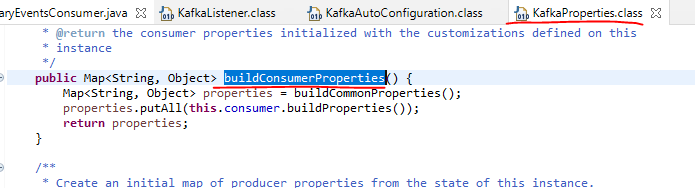 aryEventsConsumer.java KafkaListener.class KafkaAutoConfiguration.class KafkaProperties.class
* @return the consumer properties initialized with the customizations defined on this
* instance
*/
public Map<String, Object> buildConsumerProperties() {
Map<String, Object> properties = buildCommonProperties();
properties.putAll(this.consumer.buildProperties());
return properties;
}
/**
* Create an initial map of producer properties from the state of this instance.